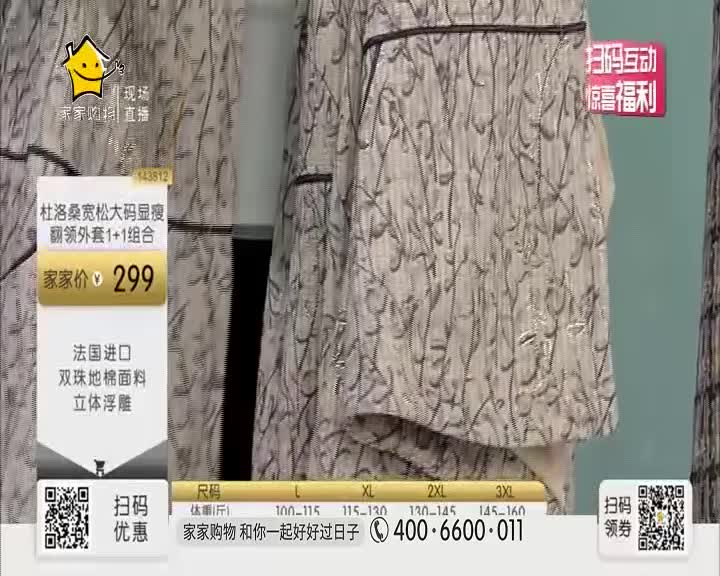 家家购物
现场
直播
扫码互动
惊喜福利
143812
杜洛桑宽松大码显瘦
翻领外套1+1组合
家家价 ¥ 299
法国进口
双珠地棉面料
立体浮雕
扫码
优惠
尺码 L XL 2XL 3XL
体重(斤) 100-115 115-130 130-145 145-160
家家购物 和你一起好好过日子 400·6600·011
扫码
领券